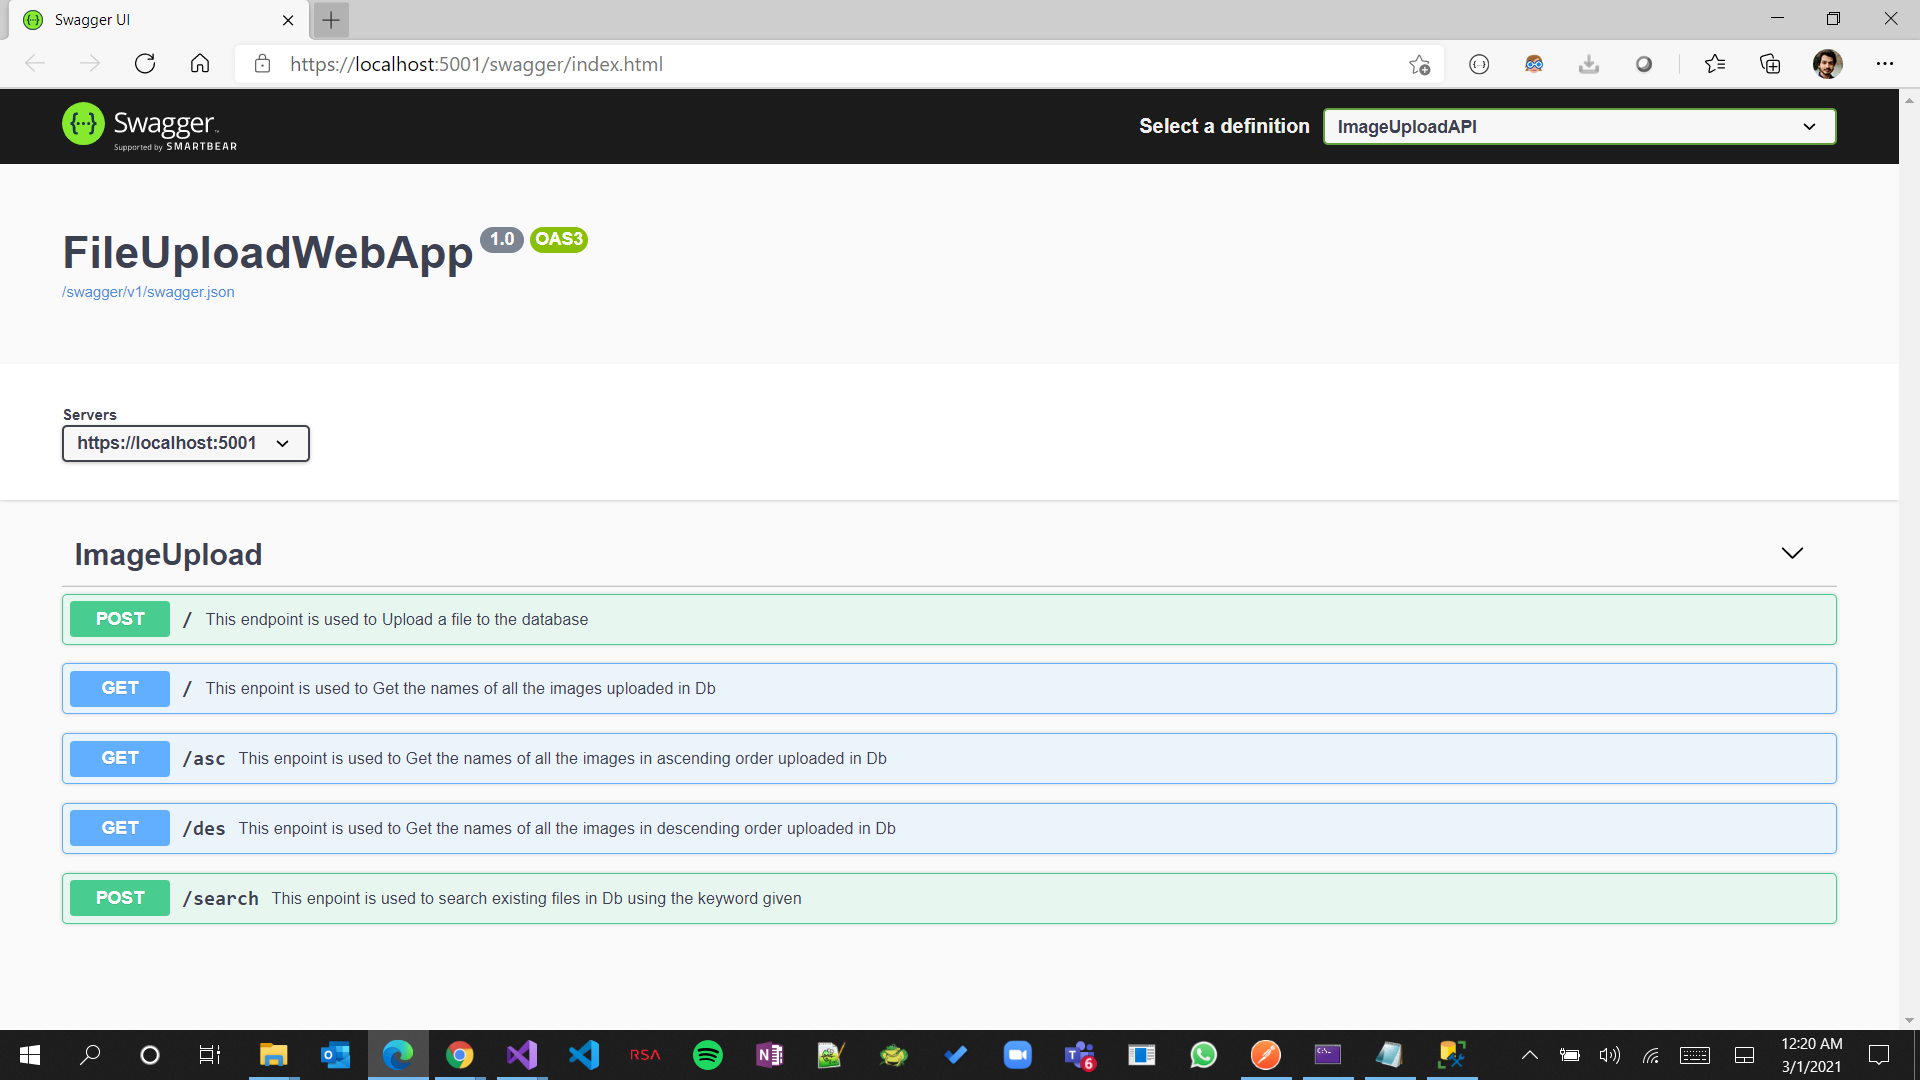 Swagger UI
https://localhost:5001/swagger/index.html
Swagger
Supported by SMARTBEAR
Select a definition
ImageUploadAPI
FileUploadWebApp 1.0 OAS3
/swagger/v1/swagger.json
Servers
https://localhost:5001
ImageUpload
POST / This endpoint is used to Upload a file to the database
GET / This enpoint is used to Get the names of all the images uploaded in Db
GET /asc This enpoint is used to Get the names of all the images in ascending order uploaded in Db
GET /des This enpoint is used to Get the names of all the images in descending order uploaded in Db
POST /search This enpoint is used to search existing files in Db using the keyword given
RSA
6
12:20 AM
3/1/2021